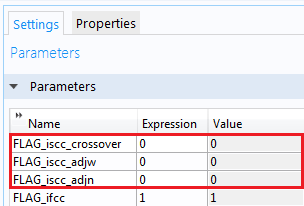 Settings Properties
Parameters
Parameters
Name Expression Value
FLAG_iscc_crossover 0 0
FLAG_iscc_adjw 0 0
FLAG_iscc_adjn 0 0
FLAG_ifcc 1 1